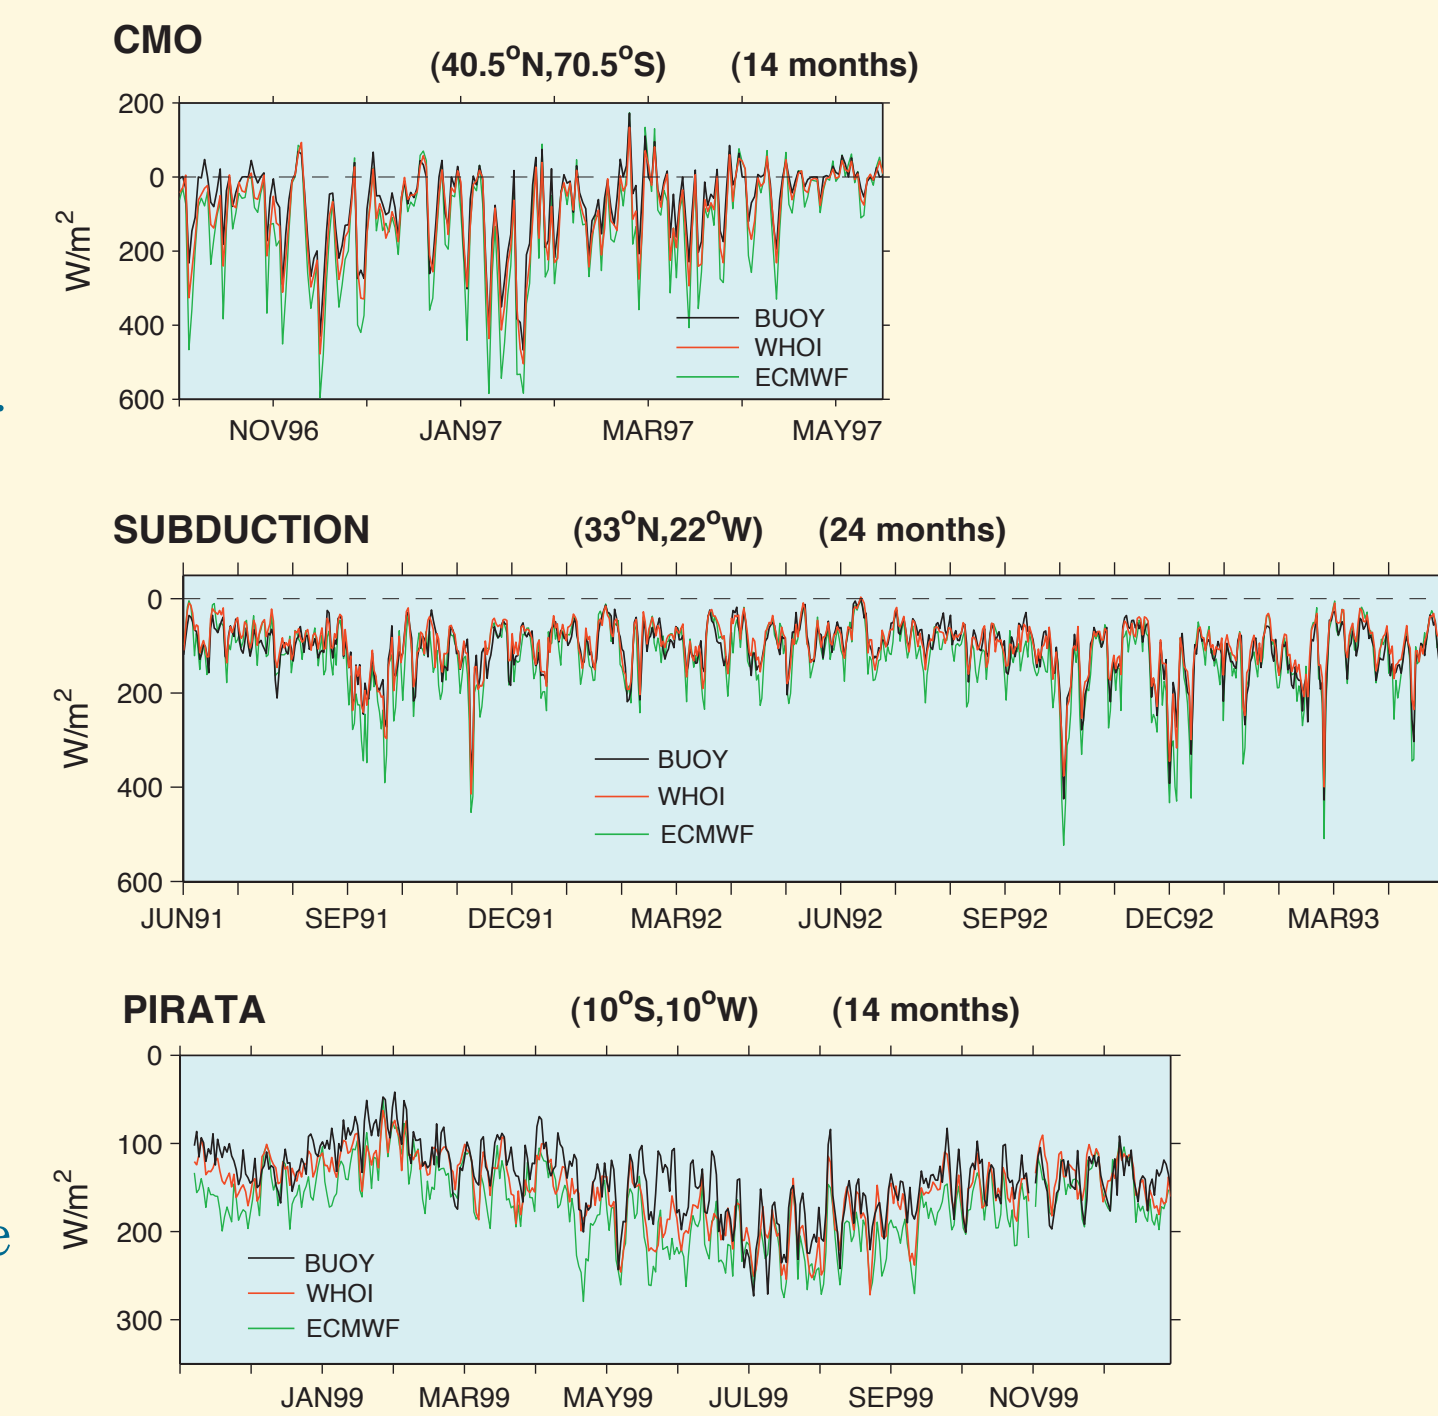 CMO
(40.5°N,70.5°S) (14 months)
200
0
200
400
600
W/m²
BUOY
WHOI
ECMWF
NOV96 JAN97 MAR97 MAY97
.
SUBDUCTION (33°N,22°W) (24 months)
0
200
400
600
W/m²
BUOY
WHOI
ECMWF
JUN91 SEP91 DEC91 MAR92 JUN92 SEP92 DEC92 MAR93
PIRATA (10°S,10°W) (14 months)
0
100
200
300
W/m²
e
BUOY
WHOI
ECMWF
JAN99 MAR99 MAY99 JUL99 SEP99 NOV99